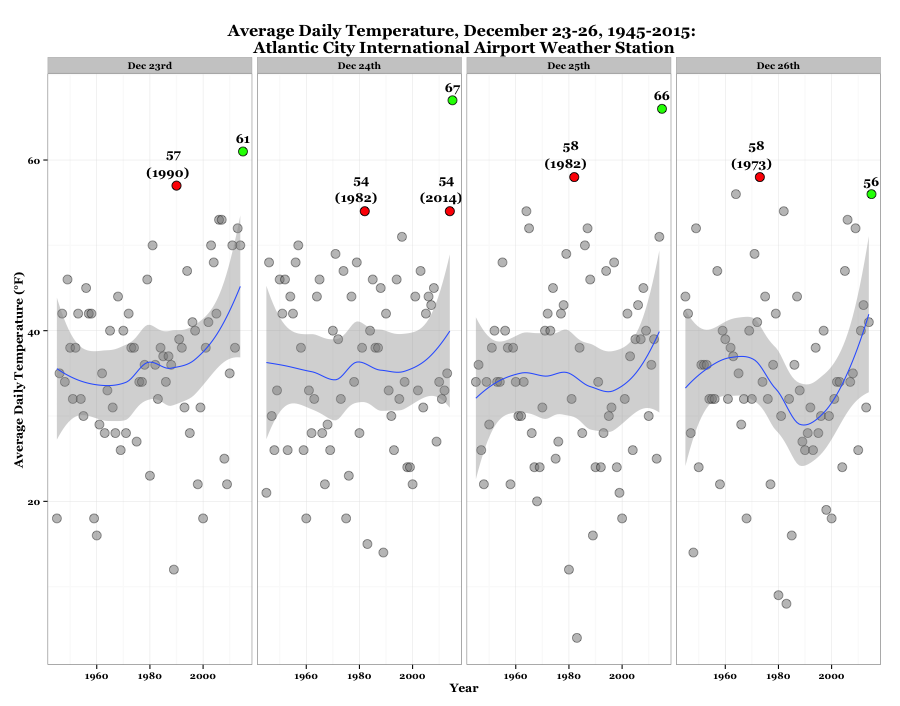 Average Daily Temperature, December 23-26, 1945-2015:
Atlantic City International Airport Weather Station
Dec 23rd
Dec 24th
Dec 25th
Dec 26th
67
66
61
57
(1990)
54
(1982)
54
(2014)
58
(1982)
58
(1973)
56
60
40
20
Average Daily Temperature (°F)
1960 1980 2000
1960 1980 2000
1960 1980 2000
1960 1980 2000
Year